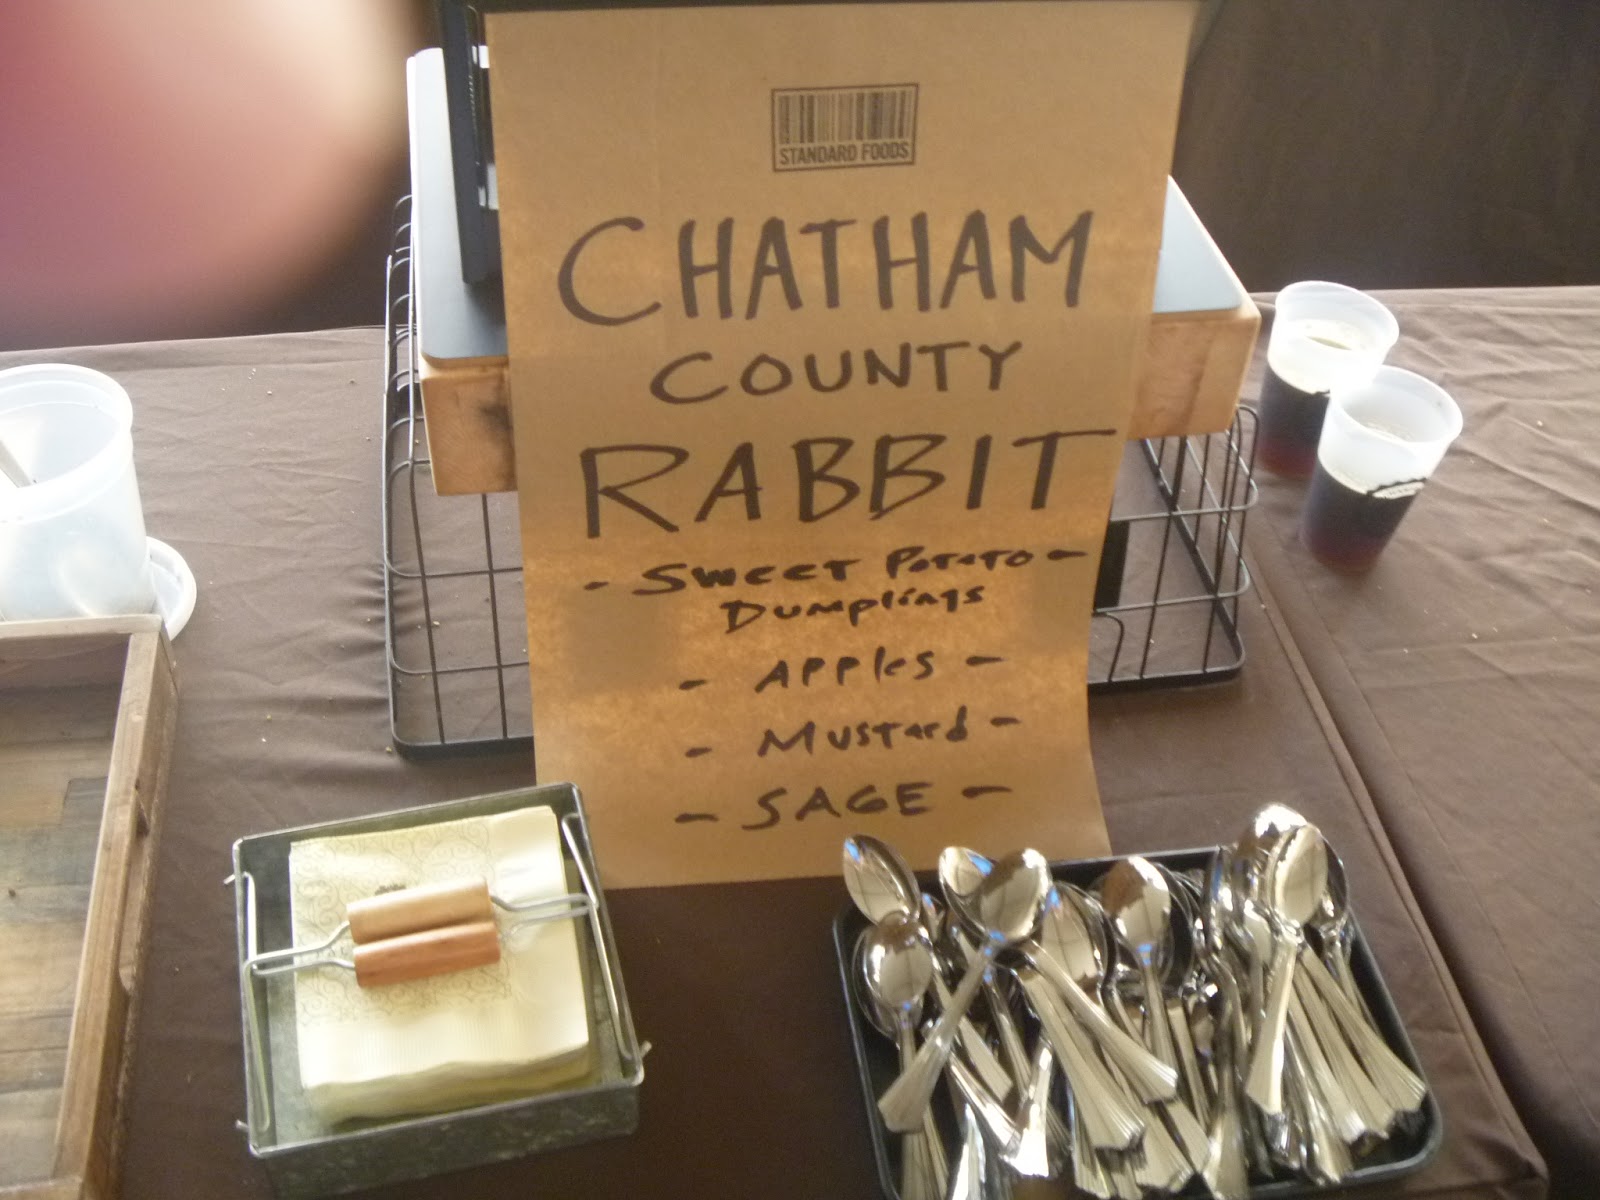 STANDARD FOODS
CHATHAM
COUNTY
RABBIT
- SWEET POTATO -
DUMPlINgS
- APPles -
- MUSTARd -
- SAGE -